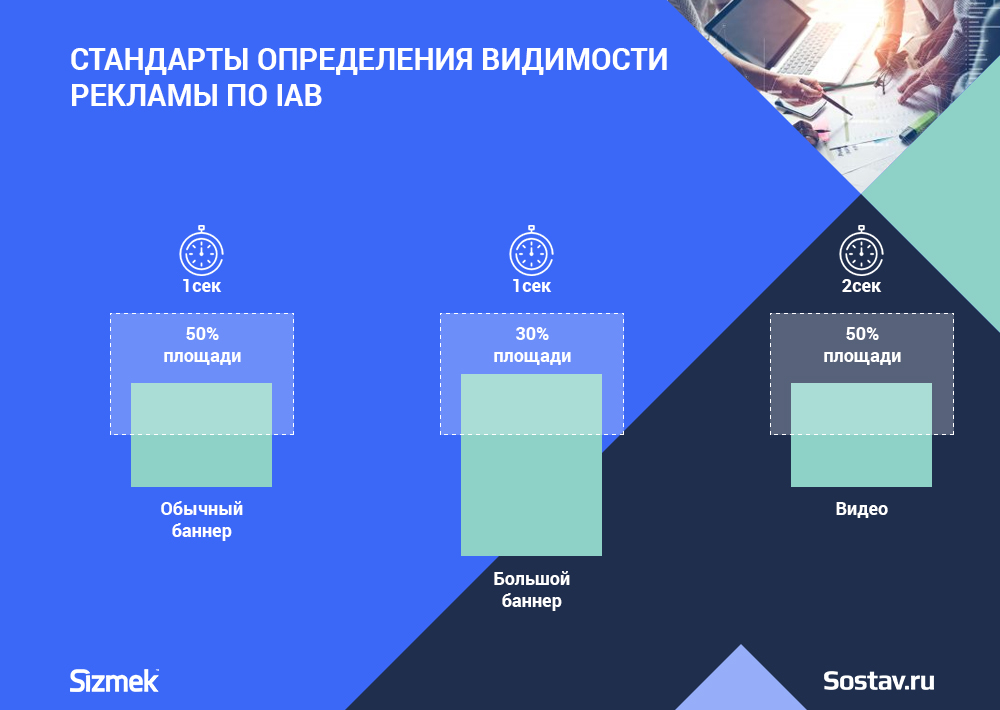 СТАНДАРТЫ ОПРЕДЕЛЕНИЯ ВИДИМОСТИ
РЕКЛАМЫ ПО IAB
1сек
50%
площади
Обычный
баннер
1сек
30%
площади
Большой
баннер
2сек
50%
площади
Видео
Sizmek
Sostav.ru